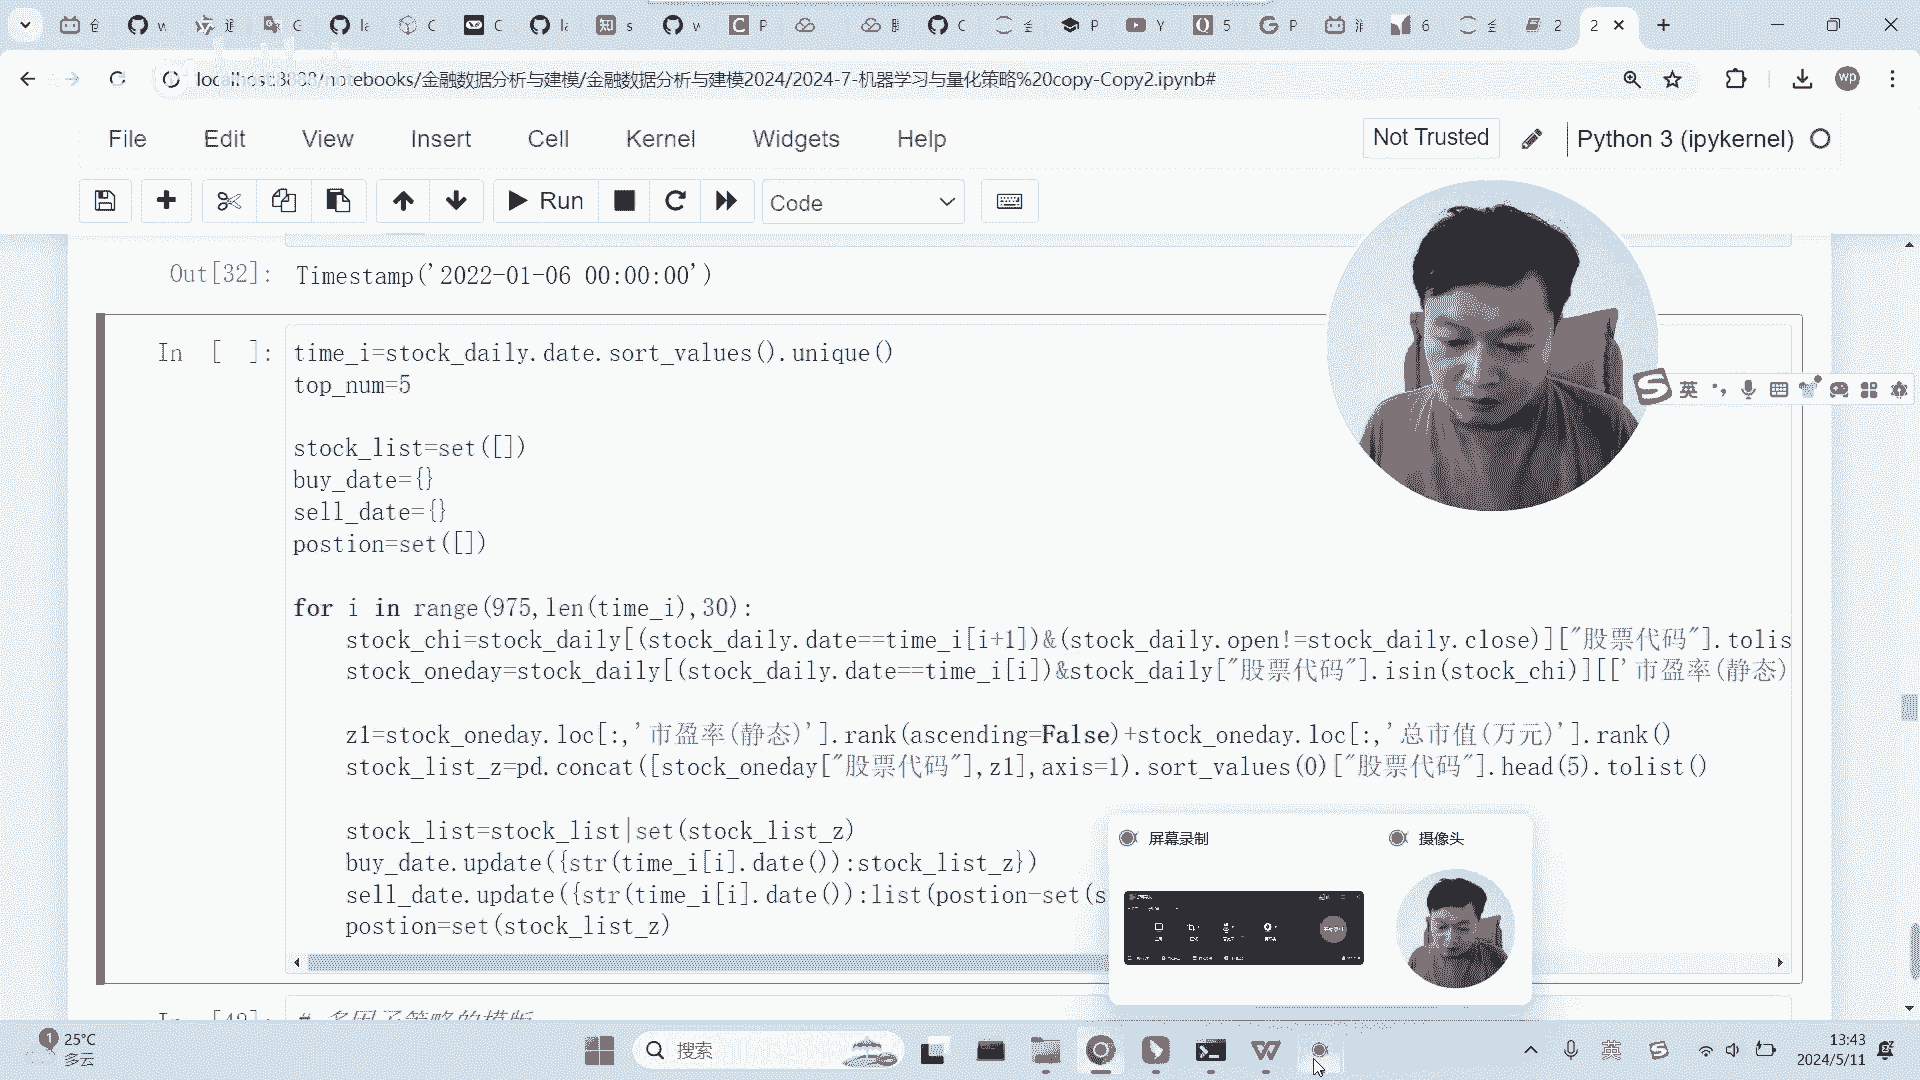 localhost:8888/notebooks/金融数据分析与建模/金融数据分析与建模2024/2024-7-机器学习与量化策略%20copy-Copy2.ipynb#
wp
File Edit View Insert Cell Kernel Widgets Help
Not Trusted
Python 3 (ipykernel)
Run
Code
Out[32]: Timestamp('2022-01-06 00:00:00')
In [ ]: time_i=stock_daily.date.sort_values().unique()
top_num=5
stock_list=set([])
buy_date={}
sell_date={}
postion=set([])
for i in range(975,len(time_i),30):
stock_chi=stock_daily[(stock_daily.date==time_i[i+1])&(stock_daily.open!=stock_daily.close)]["股票代码"].tolis
stock_oneday=stock_daily[(stock_daily.date==time_i[i])&stock_daily["股票代码"].isin(stock_chi)][['市盈率(静态)
z1=stock_oneday.loc[:,'市盈率(静态)'].rank(ascending=False)+stock_oneday.loc[:,'总市值(万元)'].rank()
stock_list_z=pd.concat([stock_oneday["股票代码"],z1],axis=1).sort_values(0)["股票代码"].head(5).tolist()
stock_list=stock_list|set(stock_list_z)
buy_date.update({str(time_i[i].date()):stock_list_z})
sell_date.update({str(time_i[i].date()):list(postion-set(s
postion=set(stock_list_z)
英
屏幕录制 摄像头
25°C
多云
搜索
英
13:43
2024/5/11